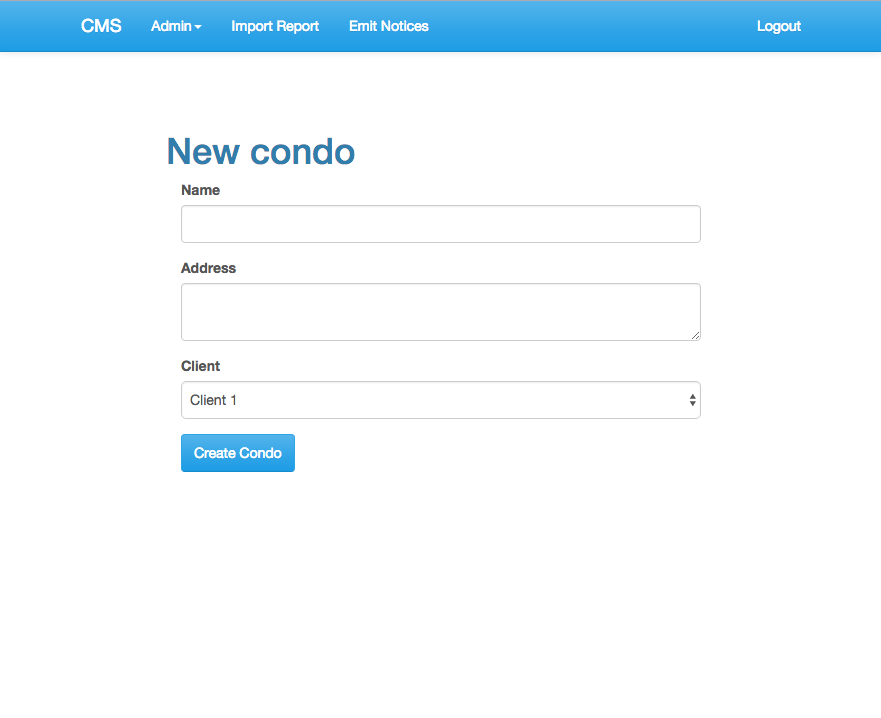 CMS Admin Import Report Emit Notices Logout
New condo
Name
Address
Client
Client 1
Create Condo